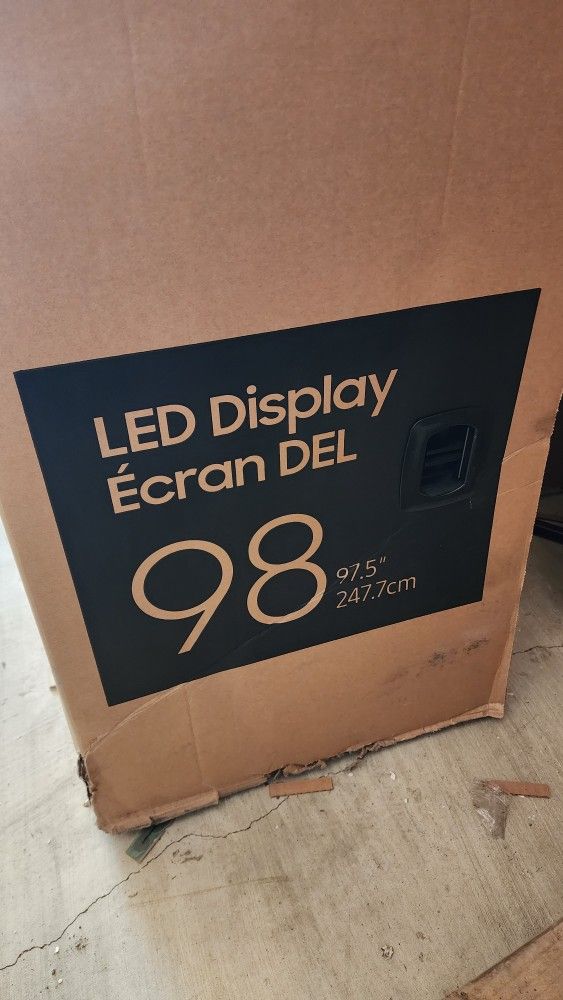 LED Display
Écran DEL
98
97.5"
247.7cm